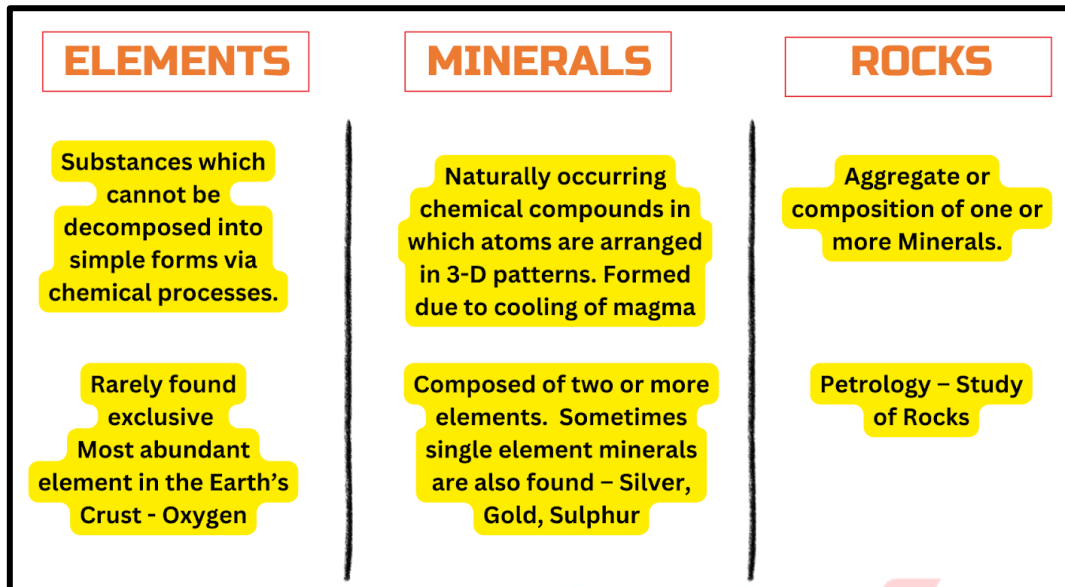 ELEMENTS
Substances which
cannot be
decomposed into
simple forms via
chemical processes.
Rarely found
exclusive
Most abundant
element in the Earth’s
Crust - Oxygen
MINERALS
Naturally occurring
chemical compounds in
which atoms are arranged
in 3-D patterns. Formed
due to cooling of magma
Composed of two or more
elements. Sometimes
single element minerals
are also found – Silver,
Gold, Sulphur
ROCKS
Aggregate or
composition of one or
more Minerals.
Petrology – Study
of Rocks